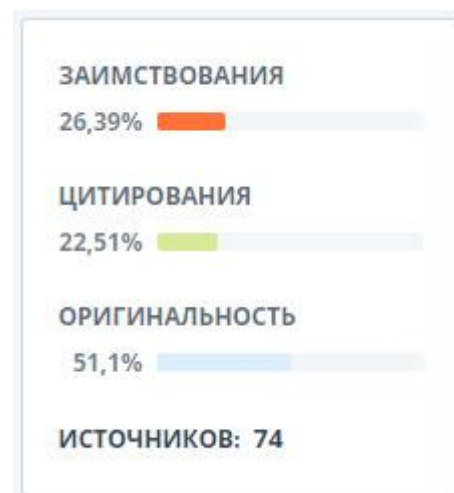 ЗАИМСТВОВАНИЯ
26,39%
ЦИТИРОВАНИЯ
22,51%
ОРИГИНАЛЬНОСТЬ
51,1%
ИСТОЧНИКОВ: 74